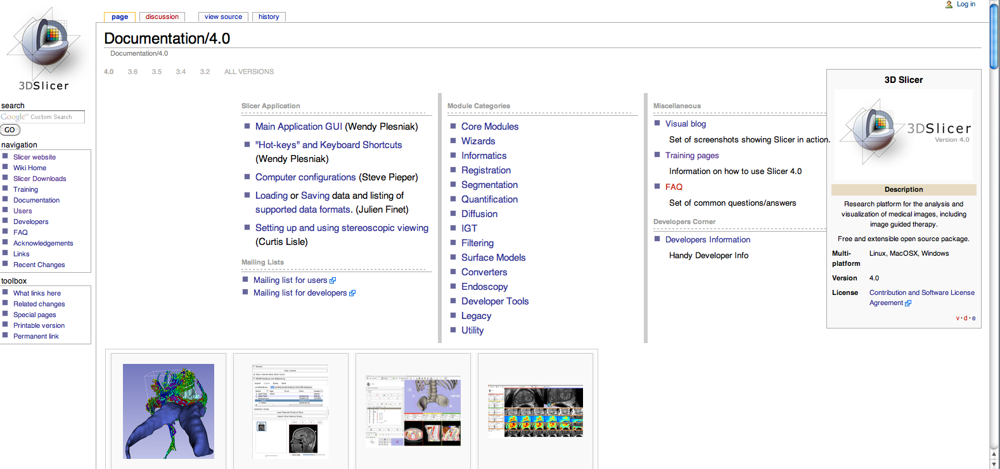 page
discussion
view source
history
Log in
3DSlicer
Documentation/4.0
Documentation/4.0
4.0 3.6 3.5 3.4 3.2 ALL VERSIONS
search
Google™ Custom Search
GO
navigation
Slicer website
Wiki Home
Slicer Downloads
Training
Documentation
Users
Developers
FAQ
Acknowledgements
Links
Recent Changes
toolbox
What links here
Related changes
Special pages
Printable version
Permanent link
Slicer Application
Main Application GUI (Wendy Plesniak)
"Hot-keys" and Keyboard Shortcuts
(Wendy Plesniak)
Computer configurations (Steve Pieper)
Loading or Saving data and listing of
supported data formats. (Julien Finet)
Setting up and using stereoscopic viewing
(Curtis Lisle)
Mailing Lists
Mailing list for users
Mailing list for developers
Module Categories
Core Modules
Wizards
Informatics
Registration
Segmentation
Quantification
Diffusion
IGT
Filtering
Surface Models
Converters
Endoscopy
Developer Tools
Legacy
Utility
Miscellaneous
Visual blog
Set of screenshots showing Slicer in action.
Training pages
Information on how to use Slicer 4.0
FAQ
Set of common questions/answers
Developers Corner
Developers Information
Handy Developer Info
3D Slicer
3DSlicer
Version 4.0
Description
Research platform for the analysis and
visualization of medical images, including
image guided therapy.
Free and extensible open source package.
Multi-
platform
Linux, MacOSX, Windows
Version 4.0
License Contribution and Software License
Agreement
v · d · e